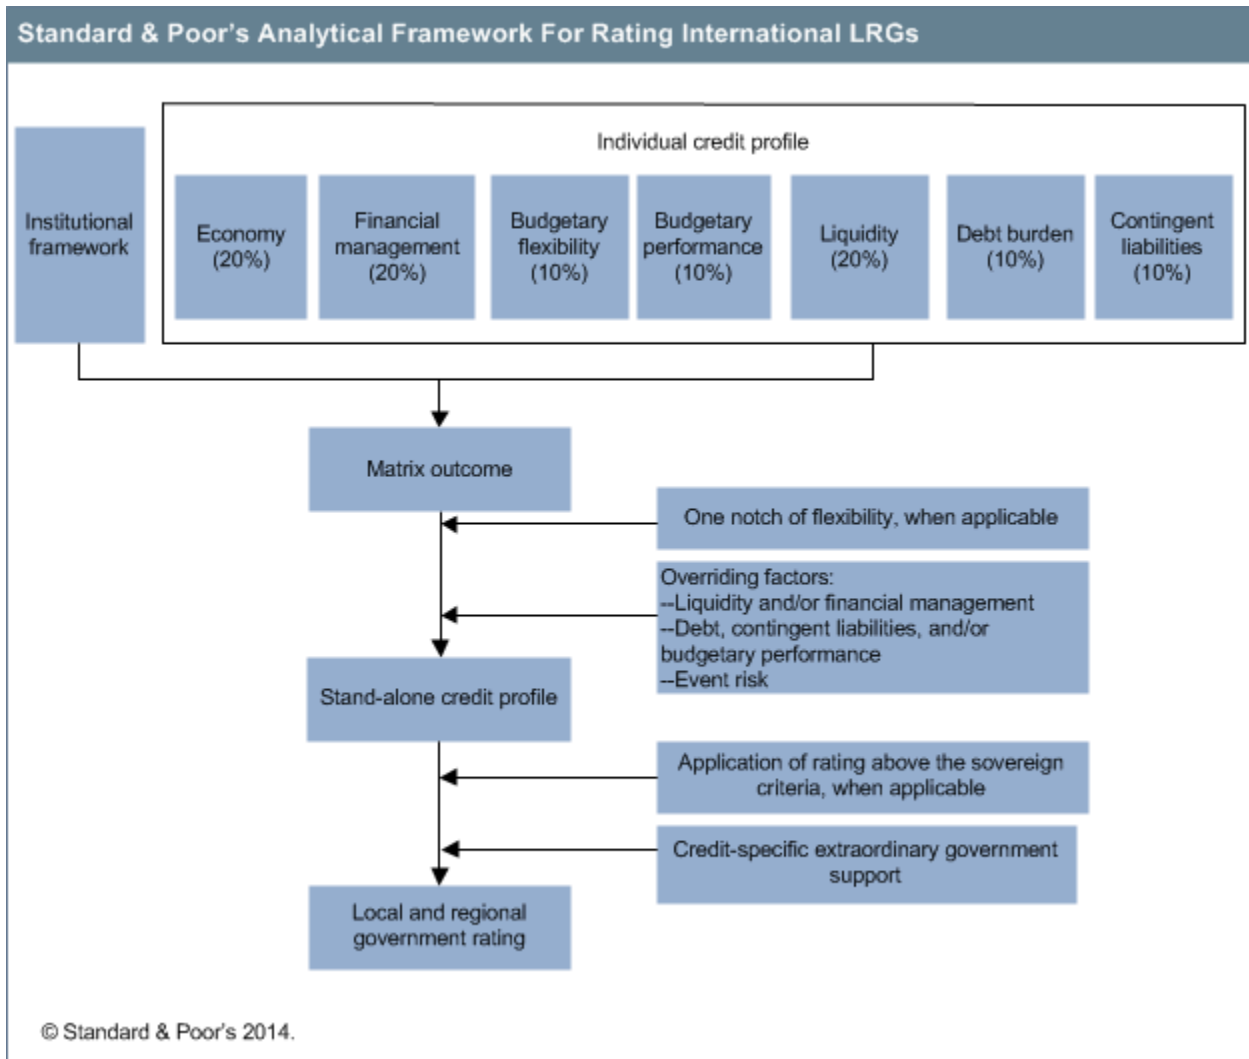 Standard & Poor's Analytical Framework For Rating International LRGs
Individual credit profile
Institutional
framework
Economy
(20%)
Financial
management
(20%)
Budgetary
flexibility
(10%)
Budgetary
performance
(10%)
Liquidity
(20%)
Debt burden
(10%)
Contingent
liabilities
(10%)
Matrix outcome
One notch of flexibility, when applicable
Overriding factors:
--Liquidity and/or financial management
--Debt, contingent liabilities, and/or
budgetary performance
--Event risk
Stand-alone credit profile
Application of rating above the sovereign
criteria, when applicable
Credit-specific extraordinary government
support
Local and regional
government rating
© Standard & Poor's 2014.